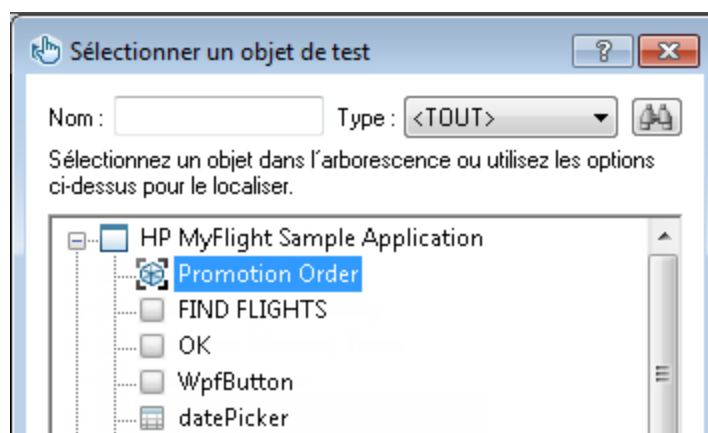 Sélectionner un objet de test
Nom : Type : <TOUT>
Sélectionnez un objet dans l´arborescence ou utilisez les options
ci-dessus pour le localiser.
HP MyFlight Sample Application
Promotion Order
FIND FLIGHTS
OK
WpfButton
datePicker